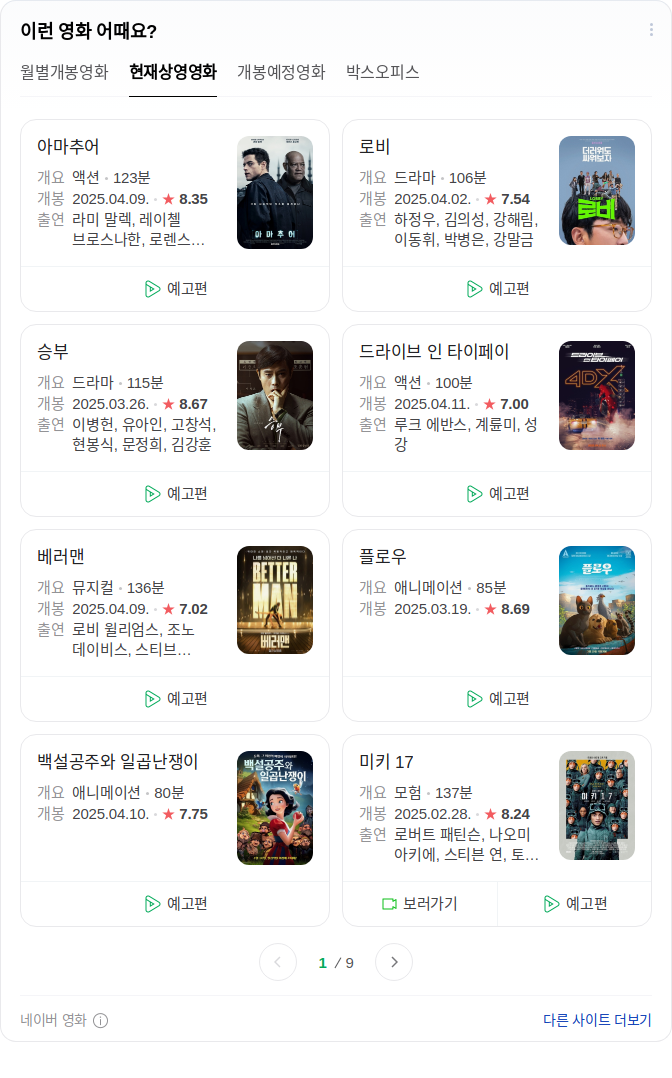 이런 영화 어때요?
월별개봉영화 현재상영영화 개봉예정영화 박스오피스
아마추어
개요 액션 · 123분
개봉 2025.04.09. · ★ 8.35
출연 라미 말렉, 레이첼
브로스나한, 로렌스...
아마추어
예고편
로비
개요 드라마 · 106분
개봉 2025.04.02. · ★ 7.54
출연 하정우, 김의성, 강해림,
이동휘, 박병은, 강말금
더러워도
싸워보자
로비
예고편
승부
개요 드라마 · 115분
개봉 2025.03.26. · ★ 8.67
출연 이병헌, 유아인, 고창석,
현봉식, 문정희, 김강훈
승부
예고편
드라이브 인 타이페이
개요 액션 · 100분
개봉 2025.04.11. · ★ 7.00
출연 루크 에반스, 계륜미, 성
강
드라이브
인 타이페이
4DX
예고편
베러맨
개요 뮤지컬 · 136분
개봉 2025.04.09. · ★ 7.02
출연 로비 윌리엄스, 조노
데이비스, 스티브...
BETTER
MAN
베러맨
예고편
플로우
개요 애니메이션 · 85분
개봉 2025.03.19. · ★ 8.69
플로우
예고편
백설공주와 일곱난쟁이
개요 애니메이션 · 80분
개봉 2025.04.10. · ★ 7.75
백설공주와
일곱난쟁이
예고편
미키 17
개요 모험 · 137분
개봉 2025.02.28. · ★ 8.24
출연 로버트 패틴슨, 나오미
아키에, 스티븐 연, 토...
미키 17
보러가기 예고편
1 / 9
네이버 영화
다른 사이트 더보기